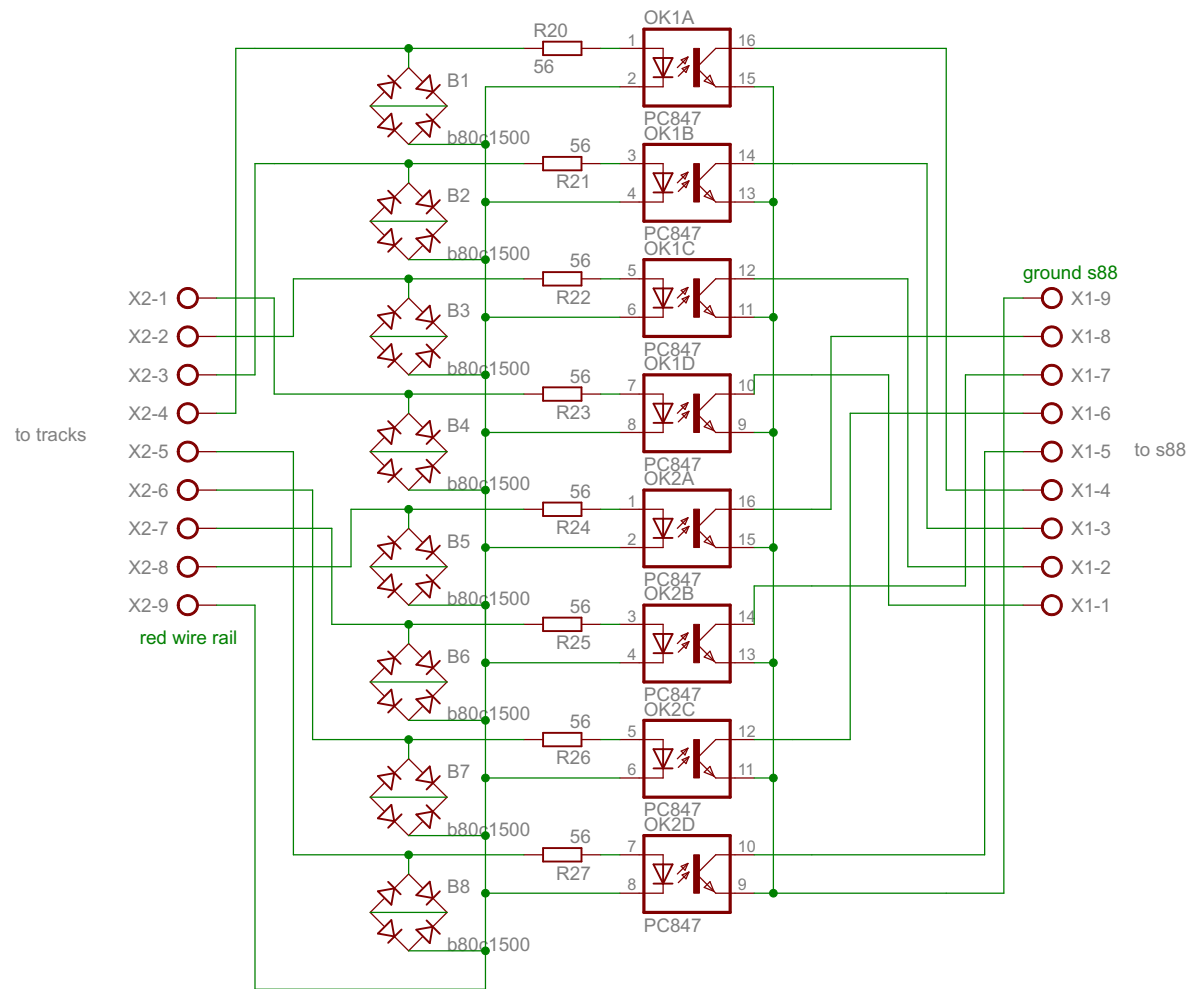 OK1A
R20
1
16
56
B1
2
15
PC847
OK1B
b80c1500
56
3
14
R21
B2
4
13
PC847
OK1C
b80c1500
56
5
12
ground s88
X2-1
R22
X1-9
B3
6
11
X2-2
X1-8
PC847
OK1D
b80c1500
X2-3
56
7
10
X1-7
X2-4
R23
X1-6
B4
8
9
to tracks
X2-5
X1-5
to s88
PC847
OK2A
b80c1500
X2-6
56
1
16
X1-4
X2-7
R24
X1-3
B5
2
15
X2-8
X1-2
PC847
OK2B
b80c1500
X2-9
56
3
14
X1-1
red wire rail
R25
B6
4
13
PC847
OK2C
b80c1500
56
5
12
R26
B7
6
11
PC847
OK2D
b80c1500
56
7
10
R27
B8
8
9
PC847
b80c1500